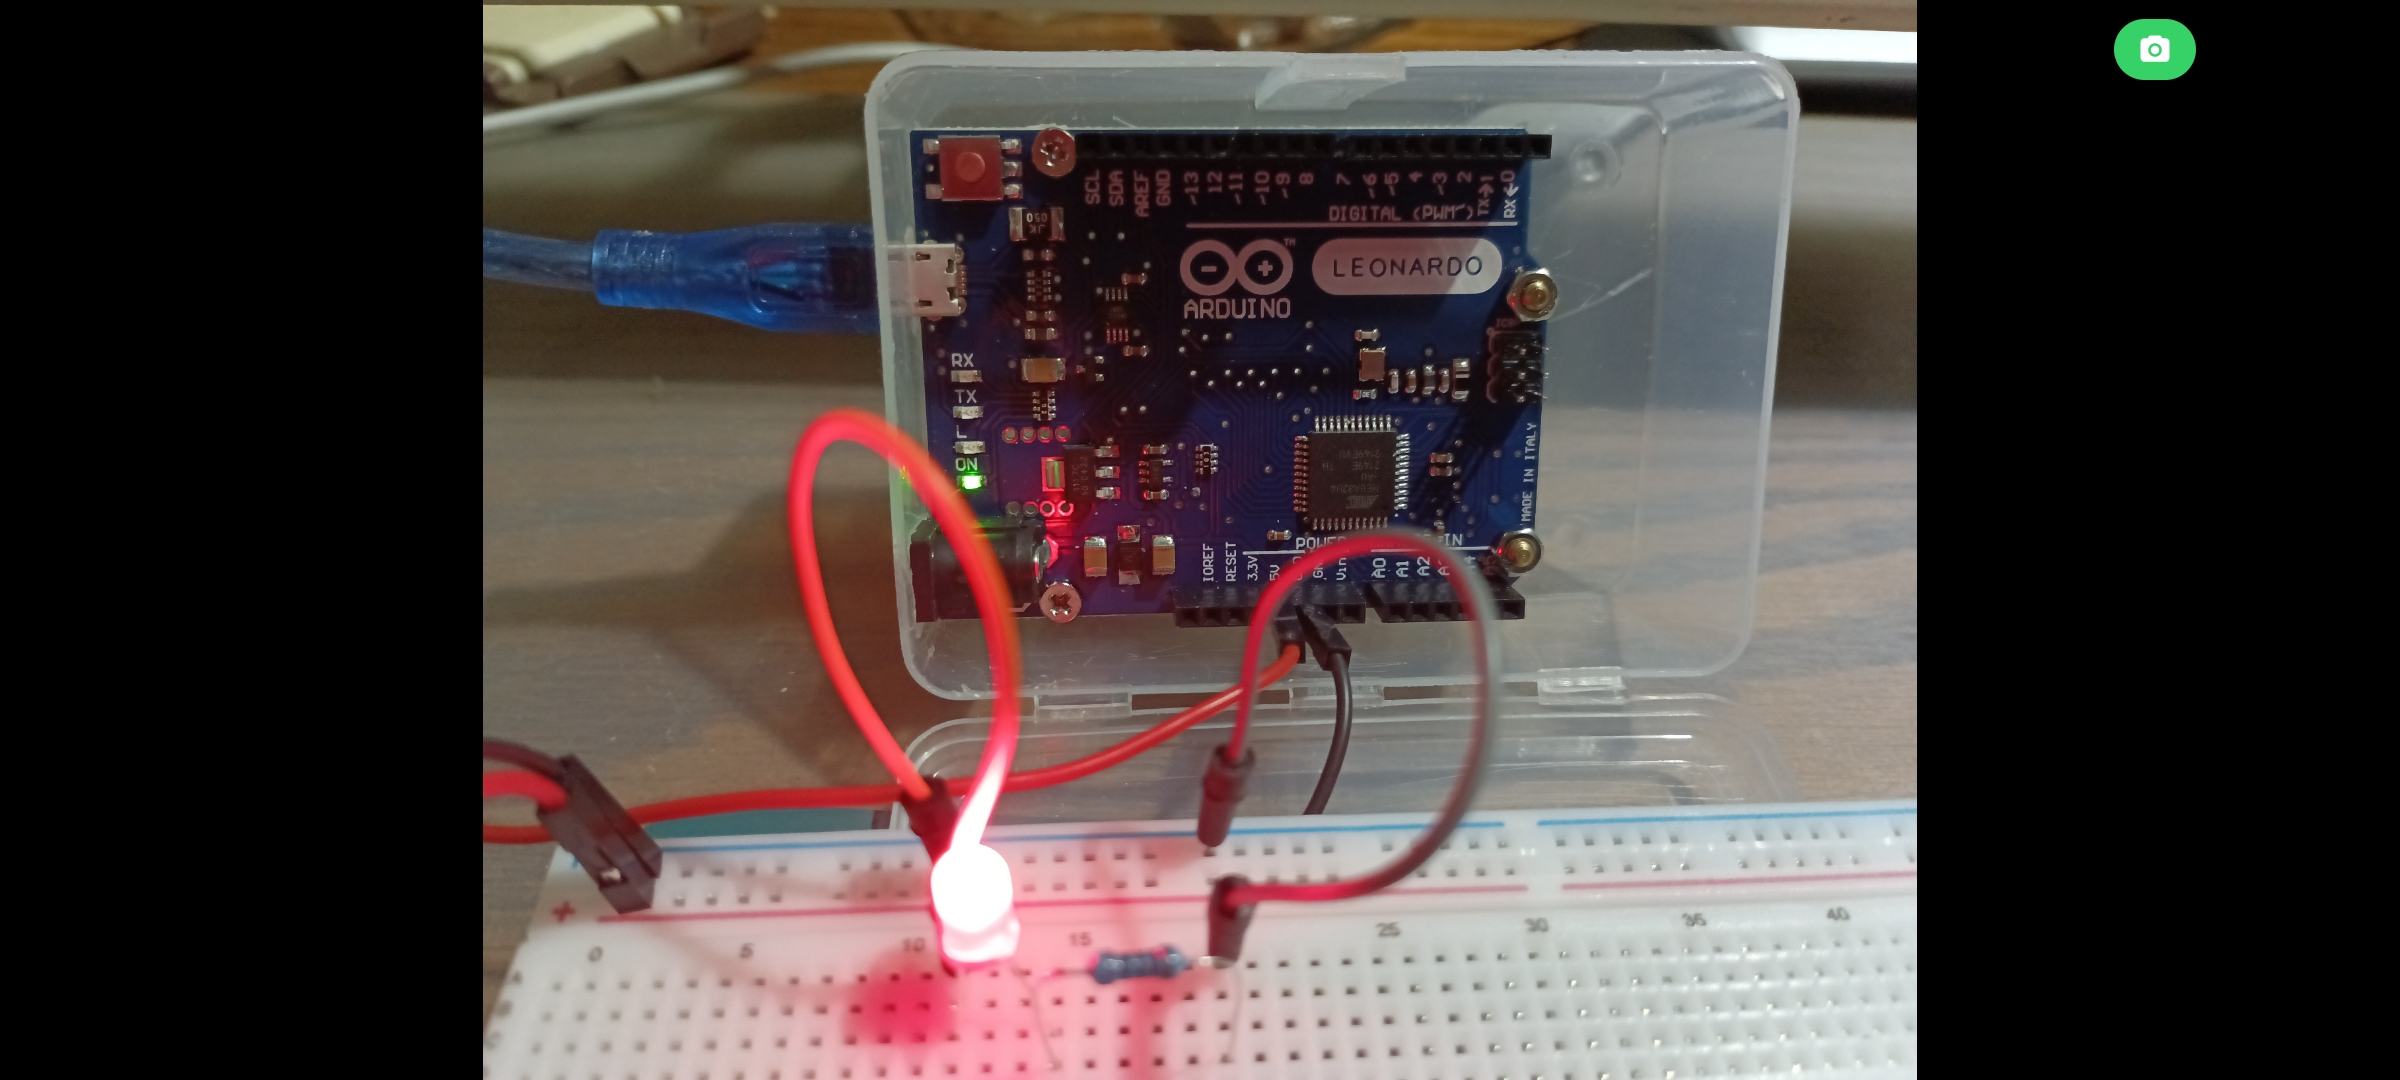 SCL
SDA
AREF
GND
~13
12
~11
~10
~9
8
7
~6
~5
4
~3
2
TX→1
RX←0
DIGITAL (PWM~)
ARDUINO
TM
LEONARDO
RX
TX
L
ON
MADE IN ITALY
POWER
IN
IOREF
RESET
3.3V
5V
Vin
A0
A1
A2
0
5
10
15
25
30
35
40
A
B
C
+